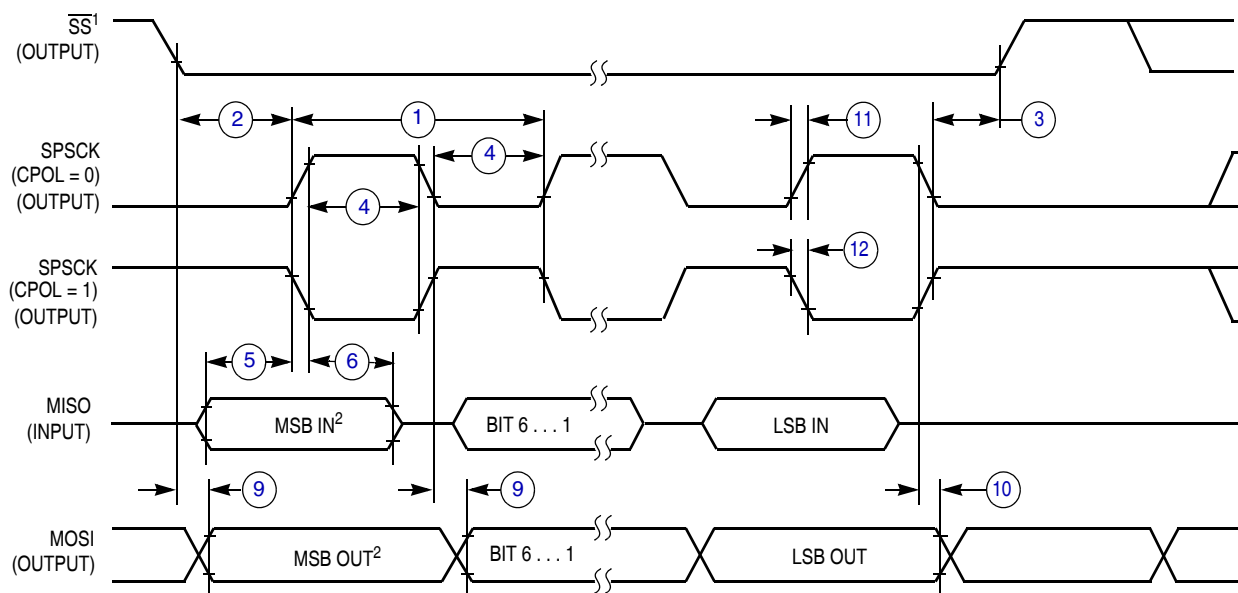 SS¹
(OUTPUT)
2
1
11
3
SPSCK
(CPOL = 0)
(OUTPUT)
4
4
SPSCK
(CPOL = 1)
(OUTPUT)
12
5
6
MISO
(INPUT)
MSB IN²
BIT 6 . . . 1
LSB IN
9
9
10
MOSI
(OUTPUT)
MSB OUT²
BIT 6 . . . 1
LSB OUT